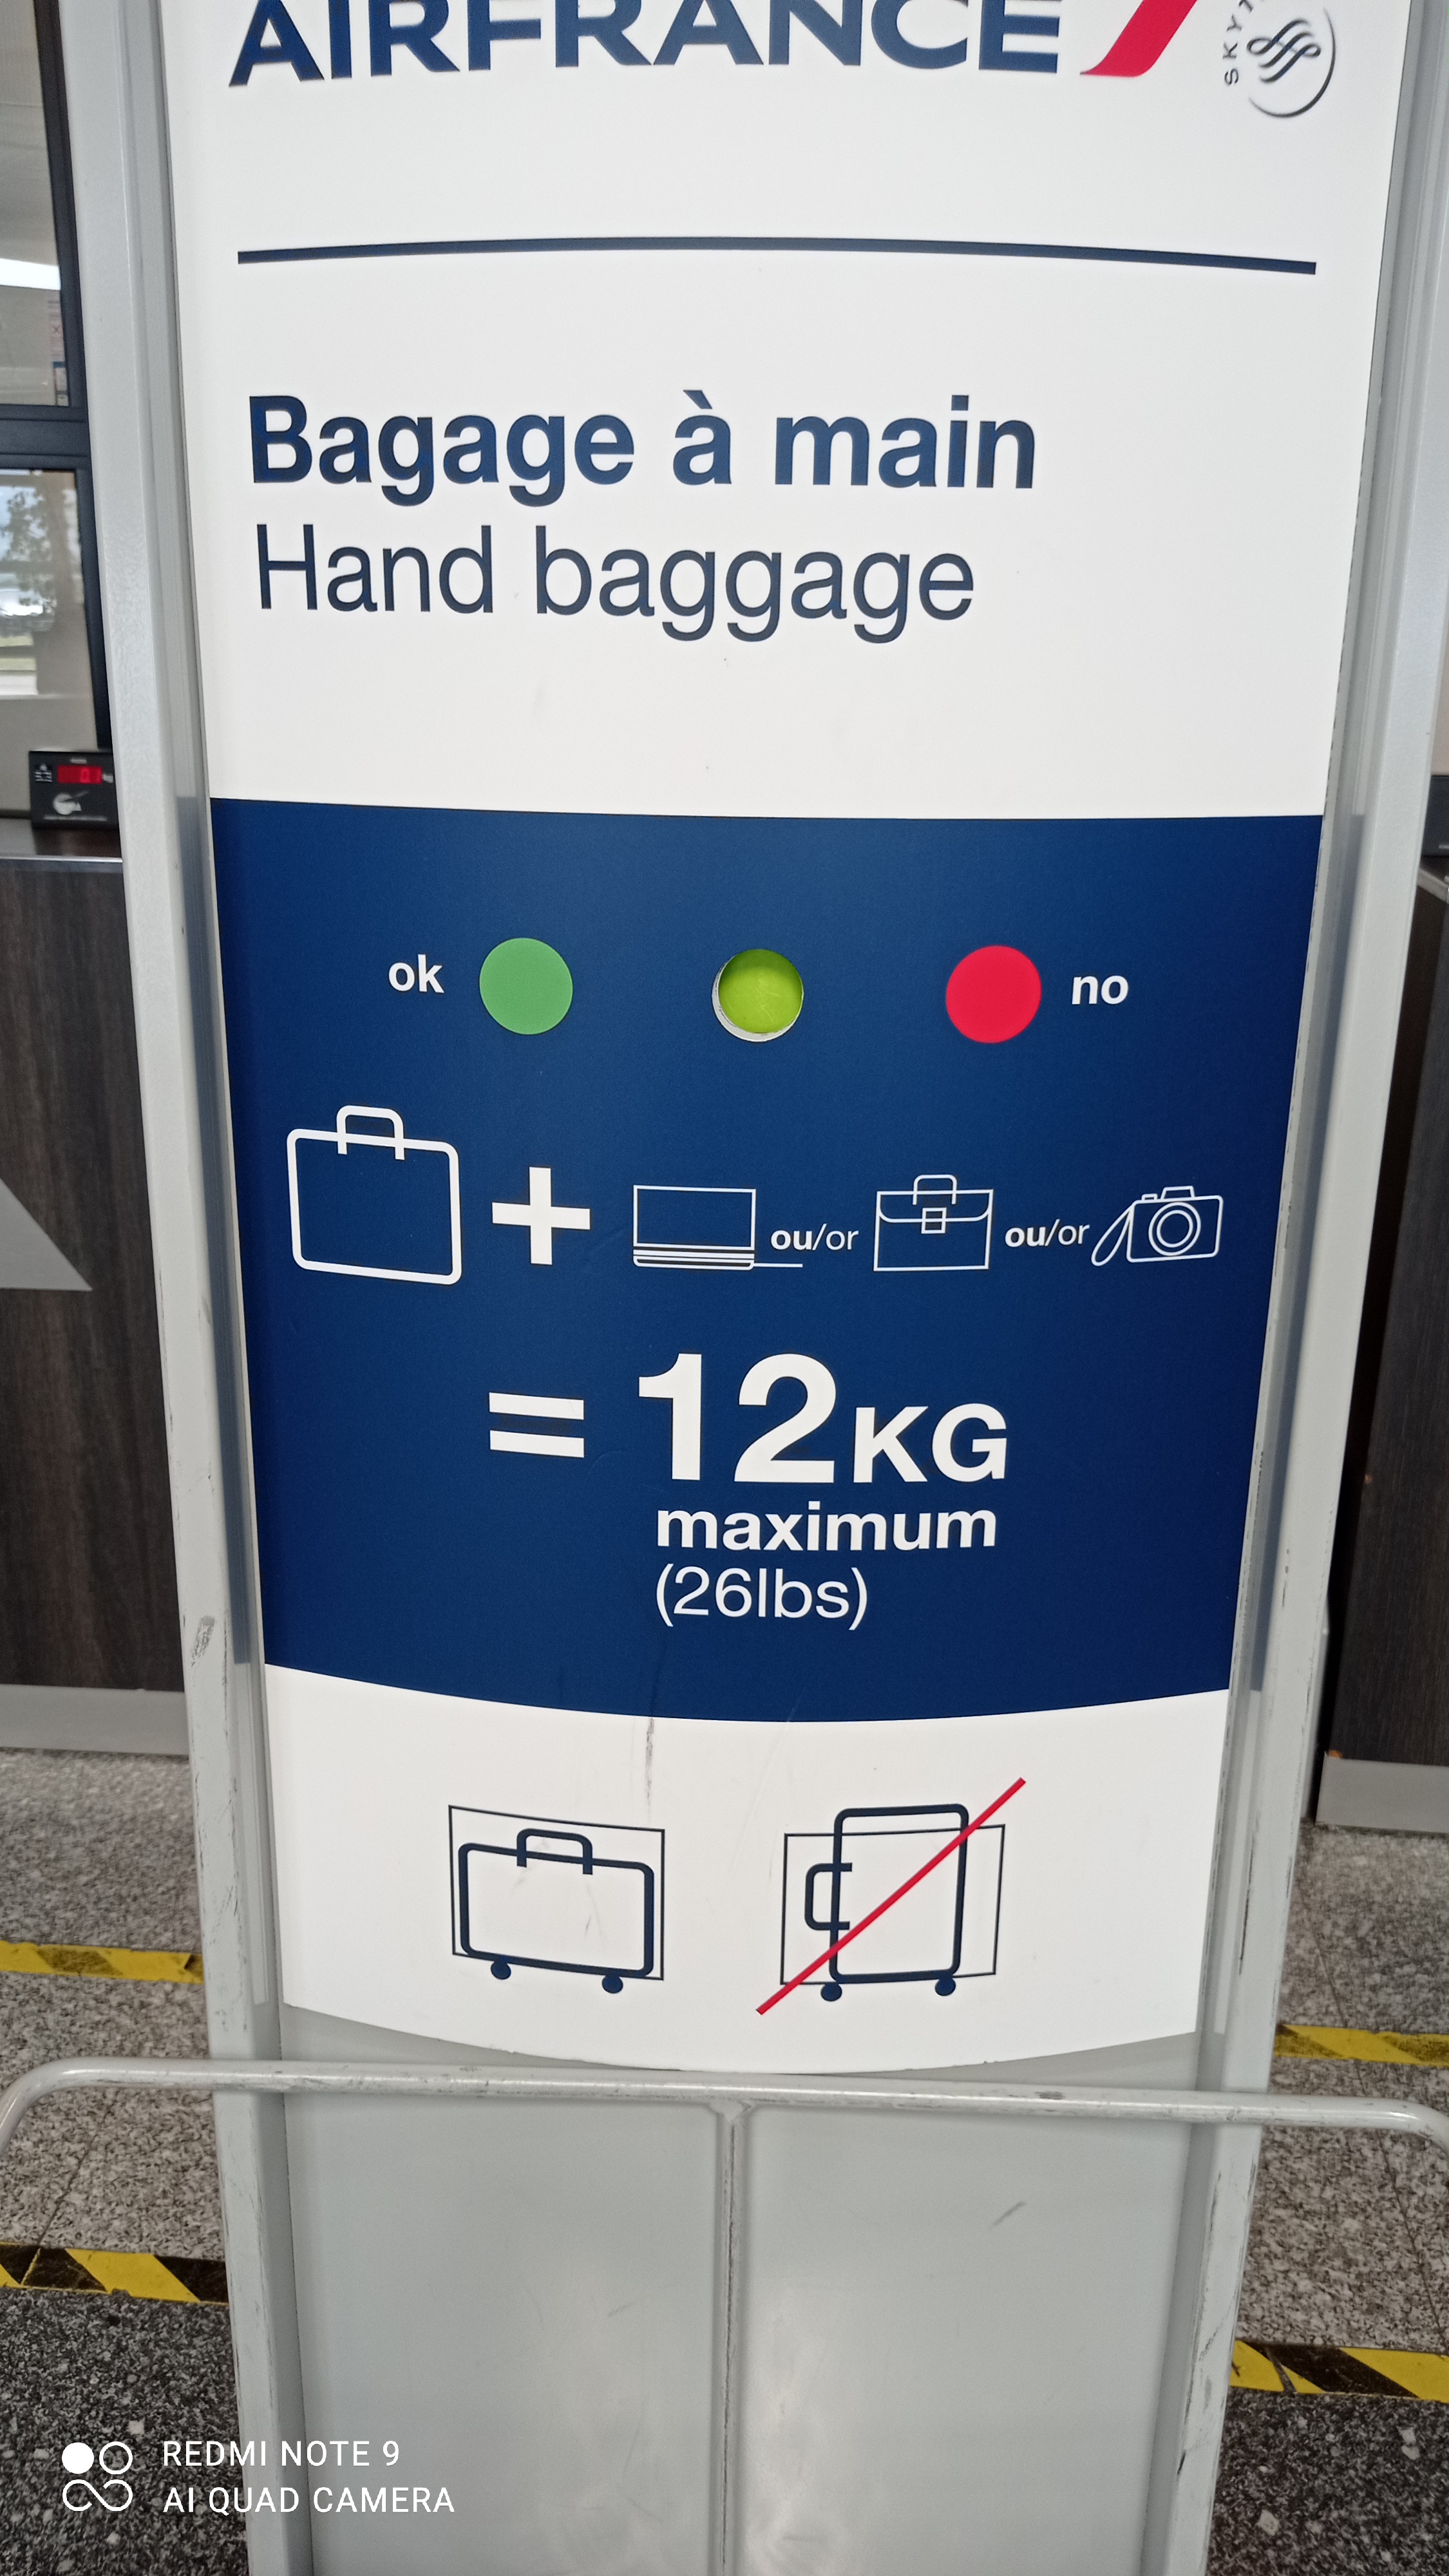 AIRFRANCE
Bagage à main
Hand baggage
ok
no
+
ou/or
ou/or
= 12KG
maximum
(26lbs)
REDMI NOTE 9
AI QUAD CAMERA